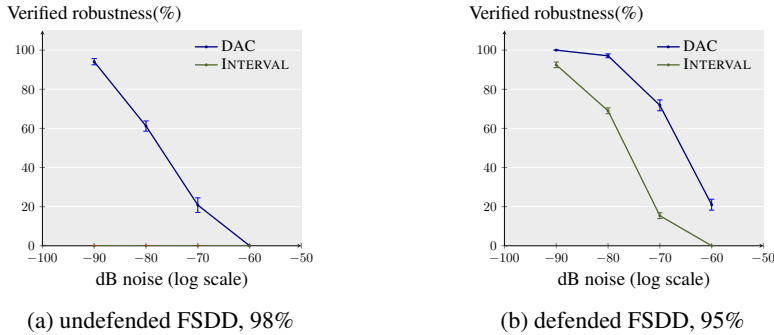 Verified robustness(%)
100
80
60
40
20
0
−100
−90
−80
−70
−60
−50
DAC
INTERVAL
dB noise (log scale)
(a) undefended FSDD, 98%
Verified robustness(%)
100
80
60
40
20
0
−100
−90
−80
−70
−60
−50
DAC
INTERVAL
dB noise (log scale)
(b) defended FSDD, 95%